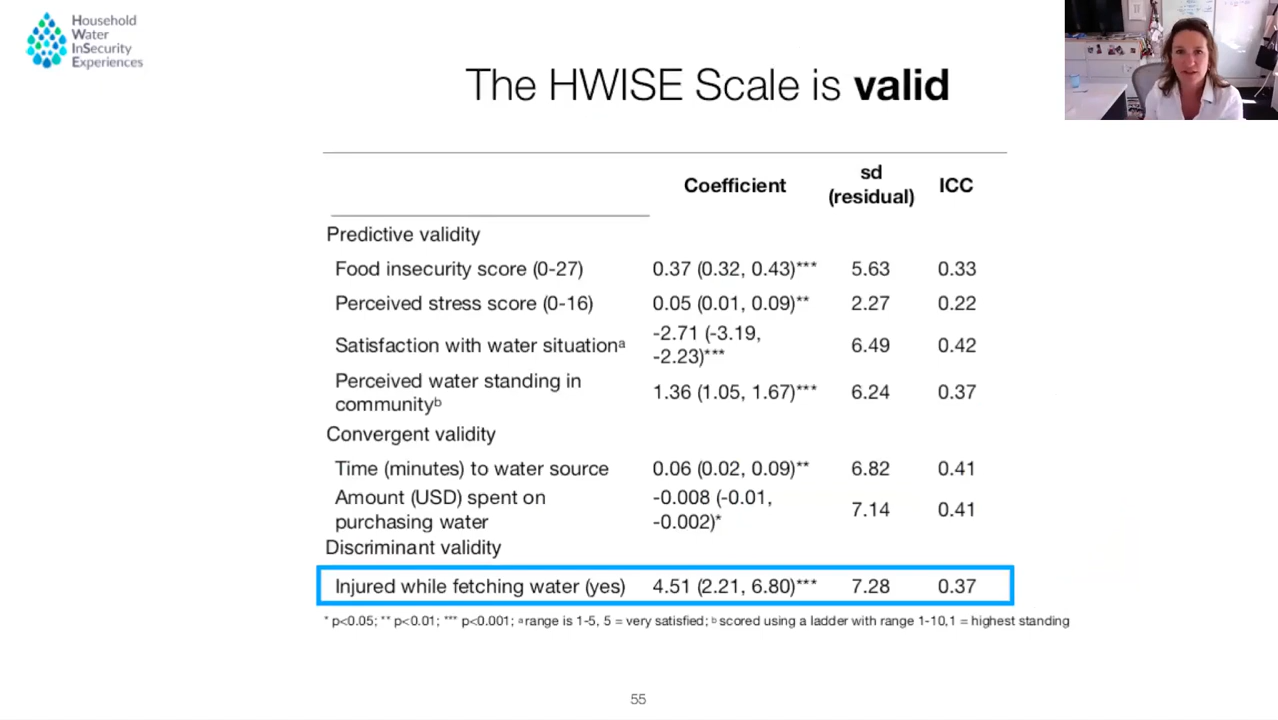 Household
Water
InSecurity
Experiences
The HWISE Scale is valid
Coefficient
sd
(residual)
ICC
Predictive validity
Food insecurity score (0-27) 0.37 (0.32, 0.43)*** 5.63 0.33
Perceived stress score (0-16) 0.05 (0.01, 0.09)** 2.27 0.22
Satisfaction with water situationᵃ -2.71 (-3.19,
-2.23)*** 6.49 0.42
Perceived water standing in
communityᵇ 1.36 (1.05, 1.67)*** 6.24 0.37
Convergent validity
Time (minutes) to water source 0.06 (0.02, 0.09)** 6.82 0.41
Amount (USD) spent on
purchasing water -0.008 (-0.01,
-0.002)* 7.14 0.41
Discriminant validity
Injured while fetching water (yes) 4.51 (2.21, 6.80)*** 7.28 0.37
* p<0.05; ** p<0.01; *** p<0.001; ᵃ range is 1-5, 5 = very satisfied; ᵇ scored using a ladder with range 1-10,1 = highest standing
55